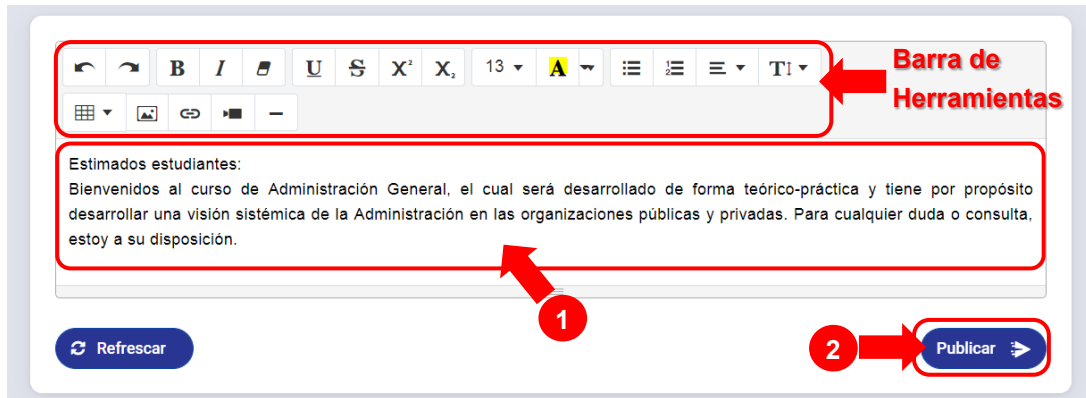 B I U S X² X₂ 13 A T
Barra de
Herramientas
Estimados estudiantes:
Bienvenidos al curso de Administración General, el cual será desarrollado de forma teórico-práctica y tiene por propósito
desarrollar una visión sistémica de la Administración en las organizaciones públicas y privadas. Para cualquier duda o consulta,
estoy a su disposición.
1
Refrescar
2
Publicar